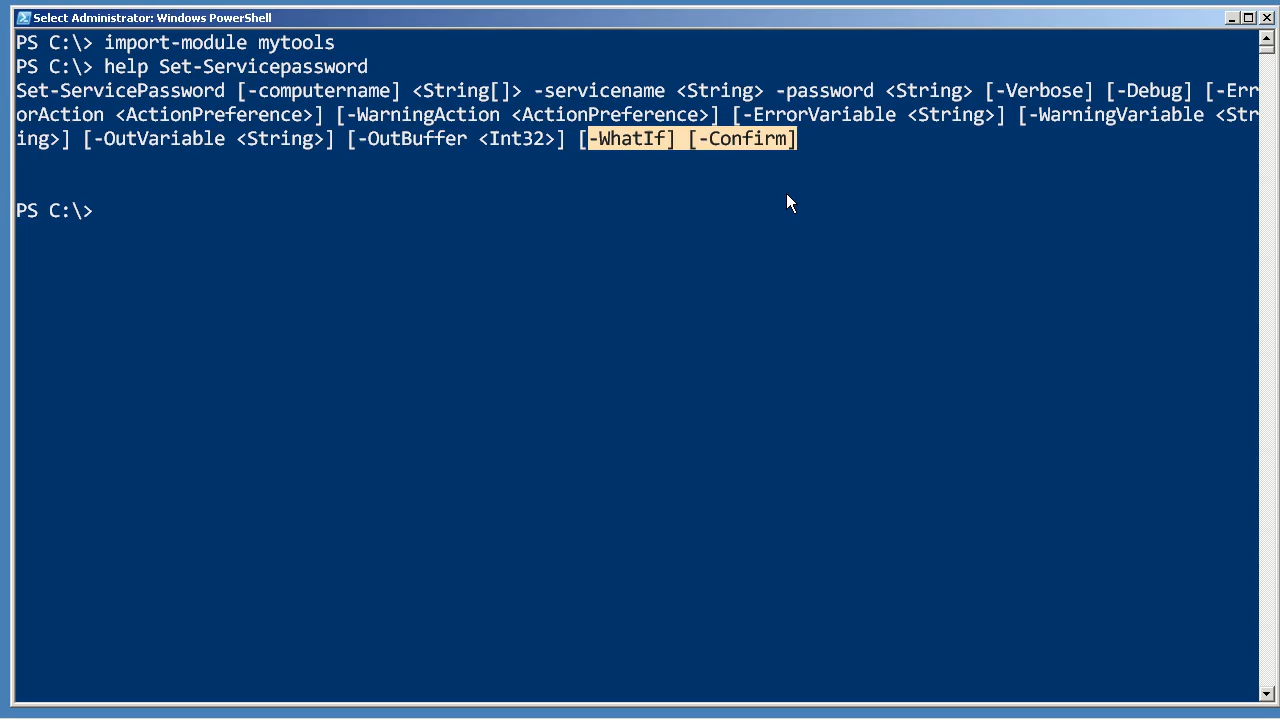 Select Administrator: Windows PowerShell
PS C:\> import-module mytools
PS C:\> help Set-Servicepassword
Set-ServicePassword [-computername] <String[]> -servicename <String> -password <String> [-Verbose] [-Debug] [-Err
orAction <ActionPreference>] [-WarningAction <ActionPreference>] [-ErrorVariable <String>] [-WarningVariable <Str
ing>] [-OutVariable <String>] [-OutBuffer <Int32>] [-WhatIf] [-Confirm]
PS C:\>